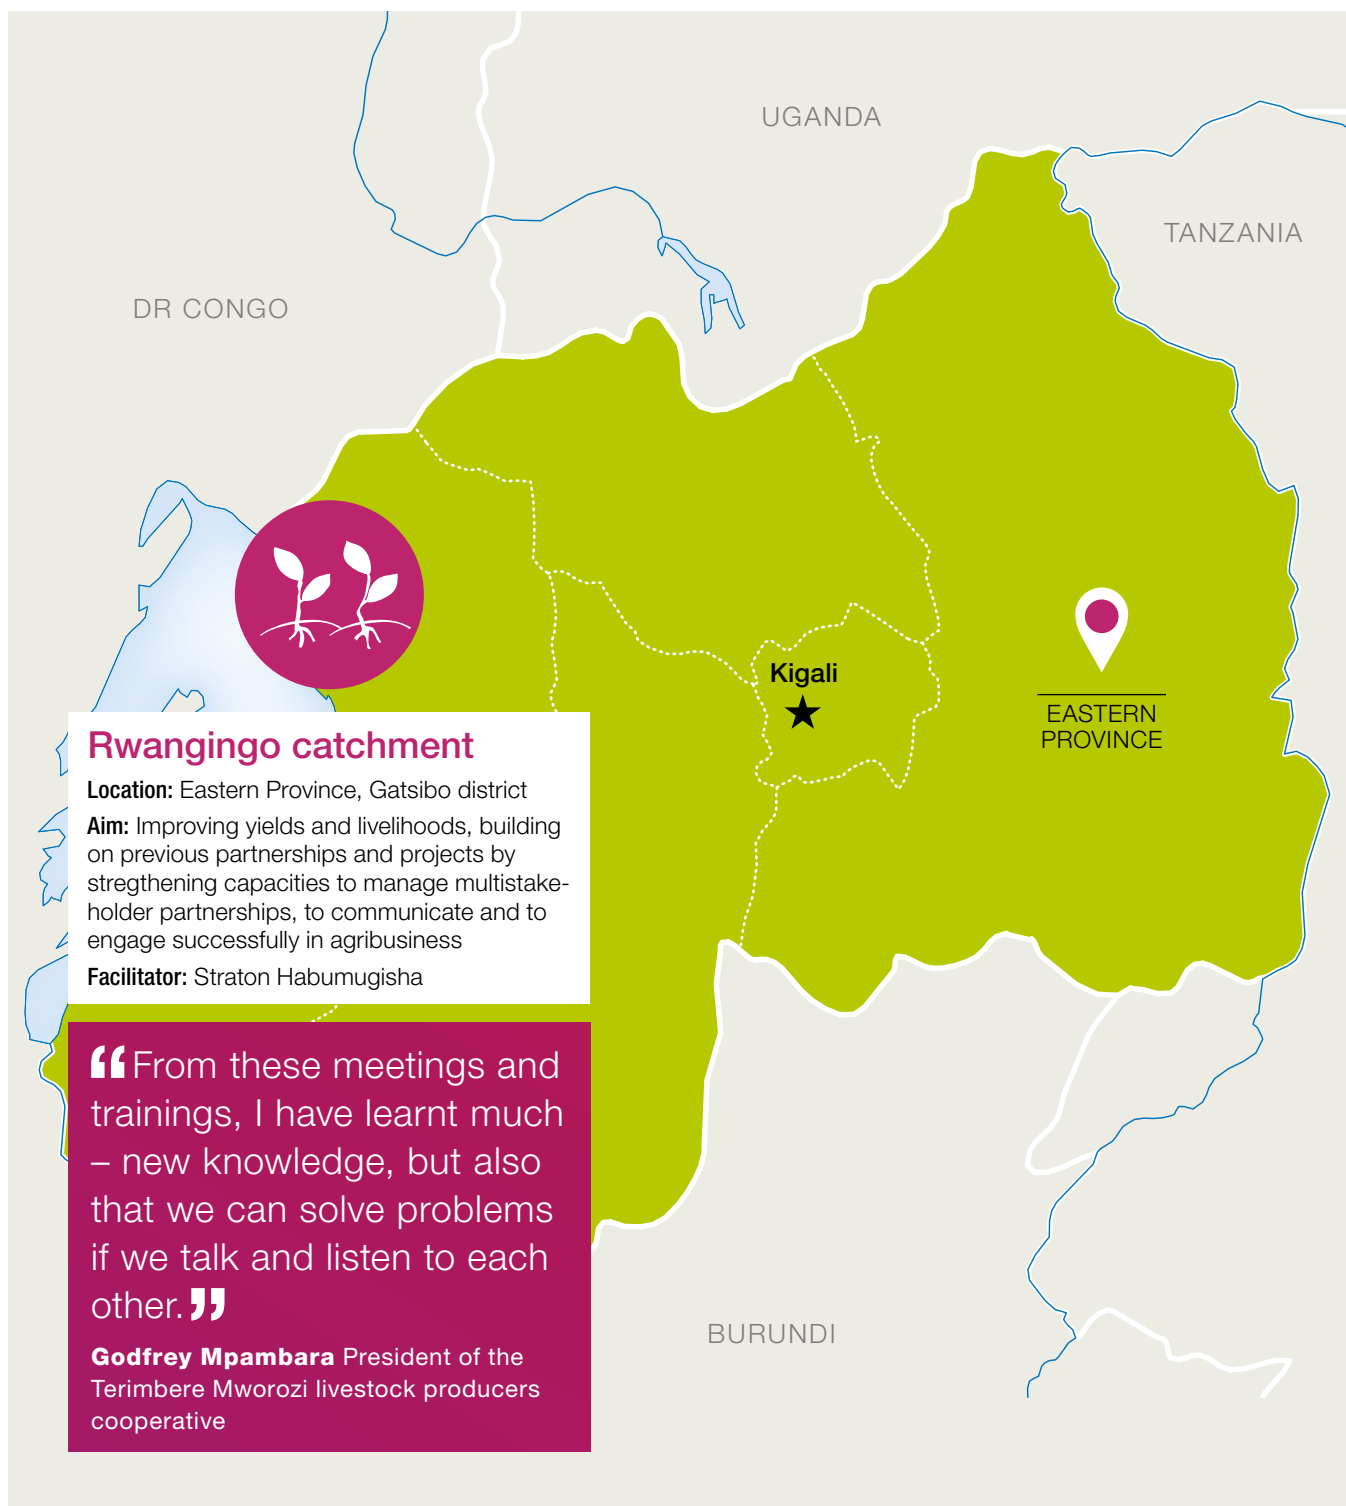 UGANDA
TANZANIA
DR CONGO
Kigali
EASTERN
PROVINCE
Rwangingo catchment
Location: Eastern Province, Gatsibo district
Aim: Improving yields and livelihoods, building
on previous partnerships and projects by
stregthening capacities to manage multistake-
holder partnerships, to communicate and to
engage successfully in agribusiness
Facilitator: Straton Habumugisha
“From these meetings and
trainings, I have learnt much
– new knowledge, but also
that we can solve problems
if we talk and listen to each
other.”
Godfrey Mpambara President of the
Terimbere Mworozi livestock producers
cooperative
BURUNDI